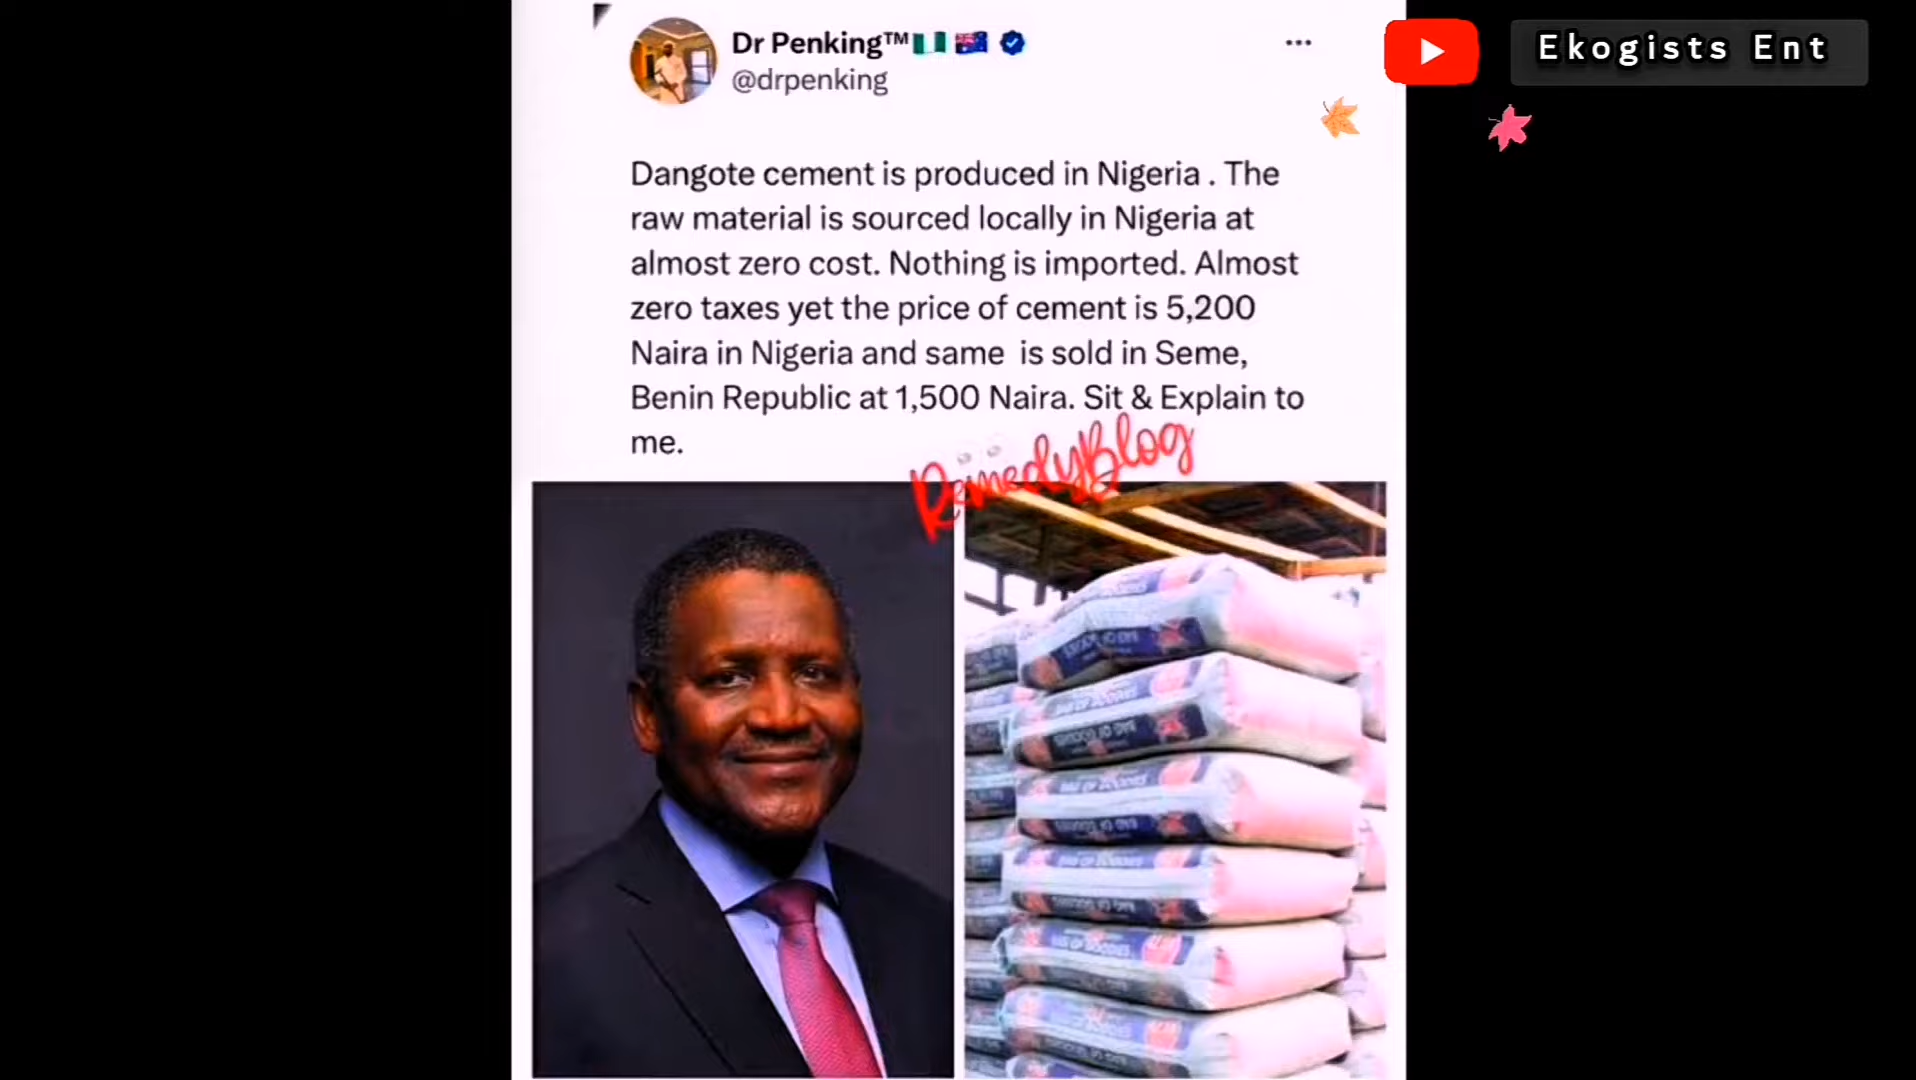 Dr Penking™🇳🇬 🇦🇺
@drpenking
Ekogists Ent
Dangote cement is produced in Nigeria . The
raw material is sourced locally in Nigeria at
almost zero cost. Nothing is imported. Almost
zero taxes yet the price of cement is 5,200
Naira in Nigeria and same is sold in Seme,
Benin Republic at 1,500 Naira. Sit & Explain to
me.
RemedyBlog